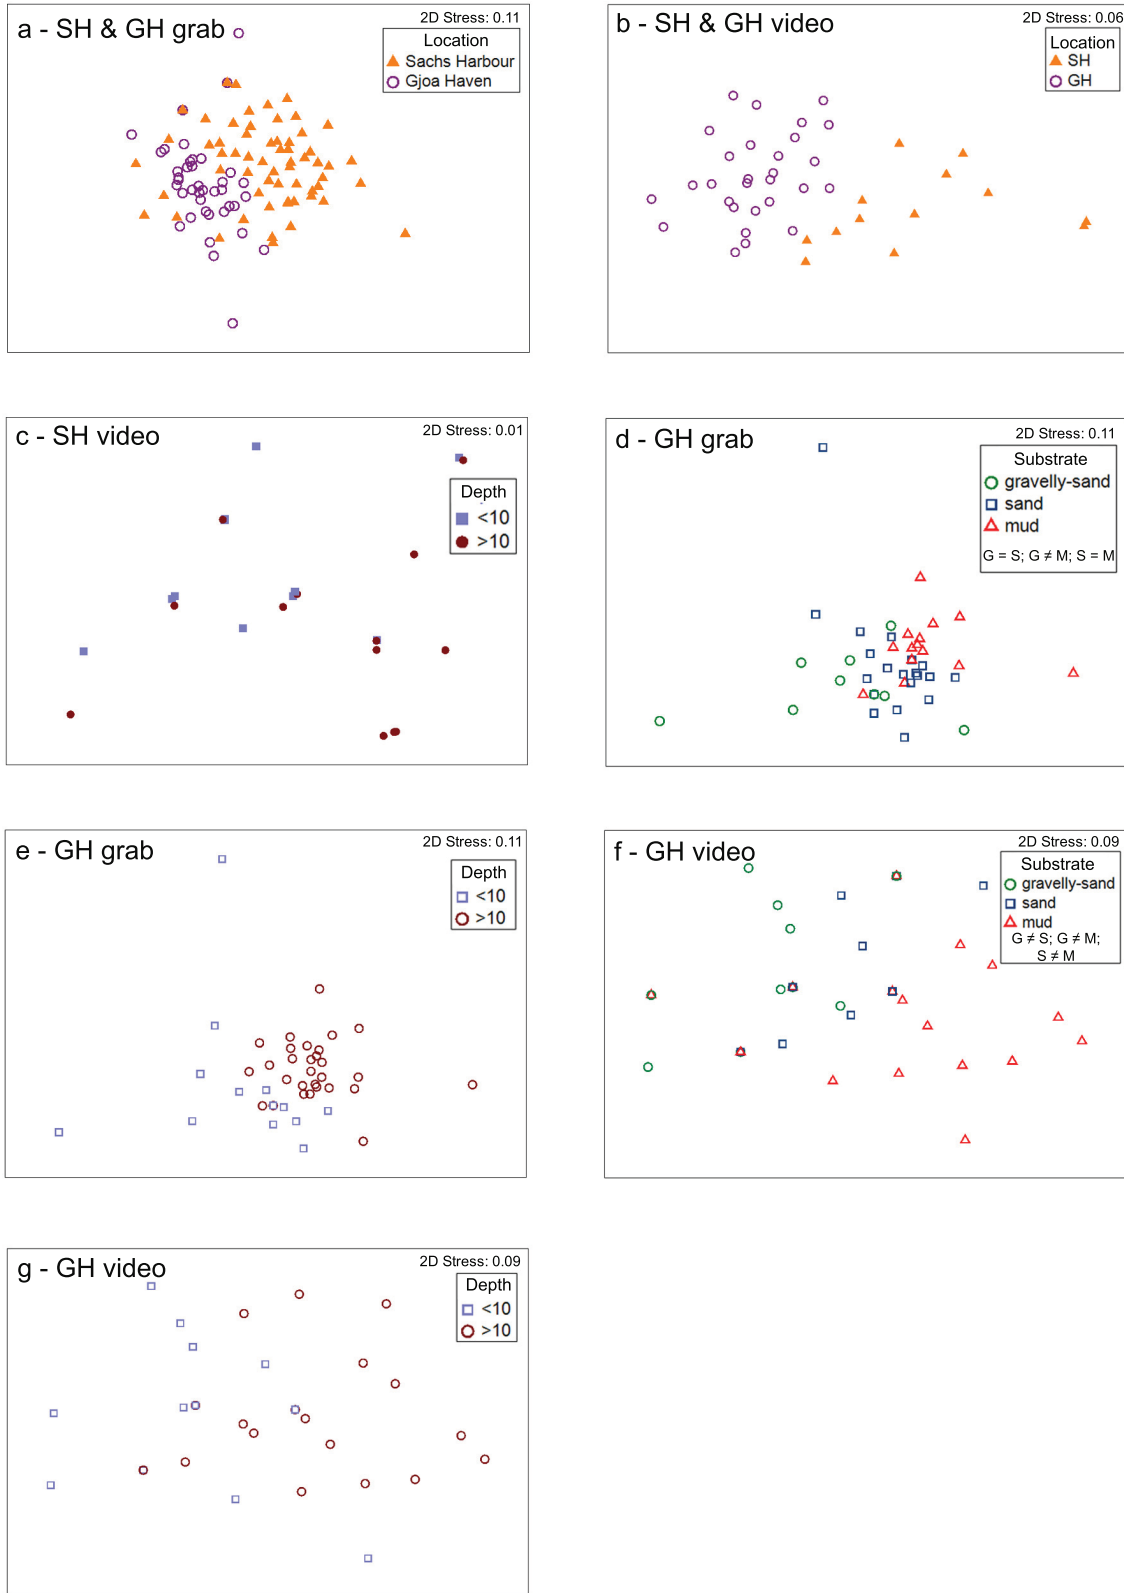 a - SH & GH grab
2D Stress: 0.11
Location
Sachs Harbour
Gjoa Haven
b - SH & GH video
2D Stress: 0.06
Location
SH
GH
c - SH video
2D Stress: 0.01
Depth
<10
>10
d - GH grab
2D Stress: 0.11
Substrate
gravelly-sand
sand
mud
G = S; G ≠ M; S = M
e - GH grab
2D Stress: 0.11
Depth
<10
>10
f - GH video
2D Stress: 0.09
Substrate
gravelly-sand
sand
mud
G ≠ S; G ≠ M;
S ≠ M
g - GH video
2D Stress: 0.09
Depth
<10
>10